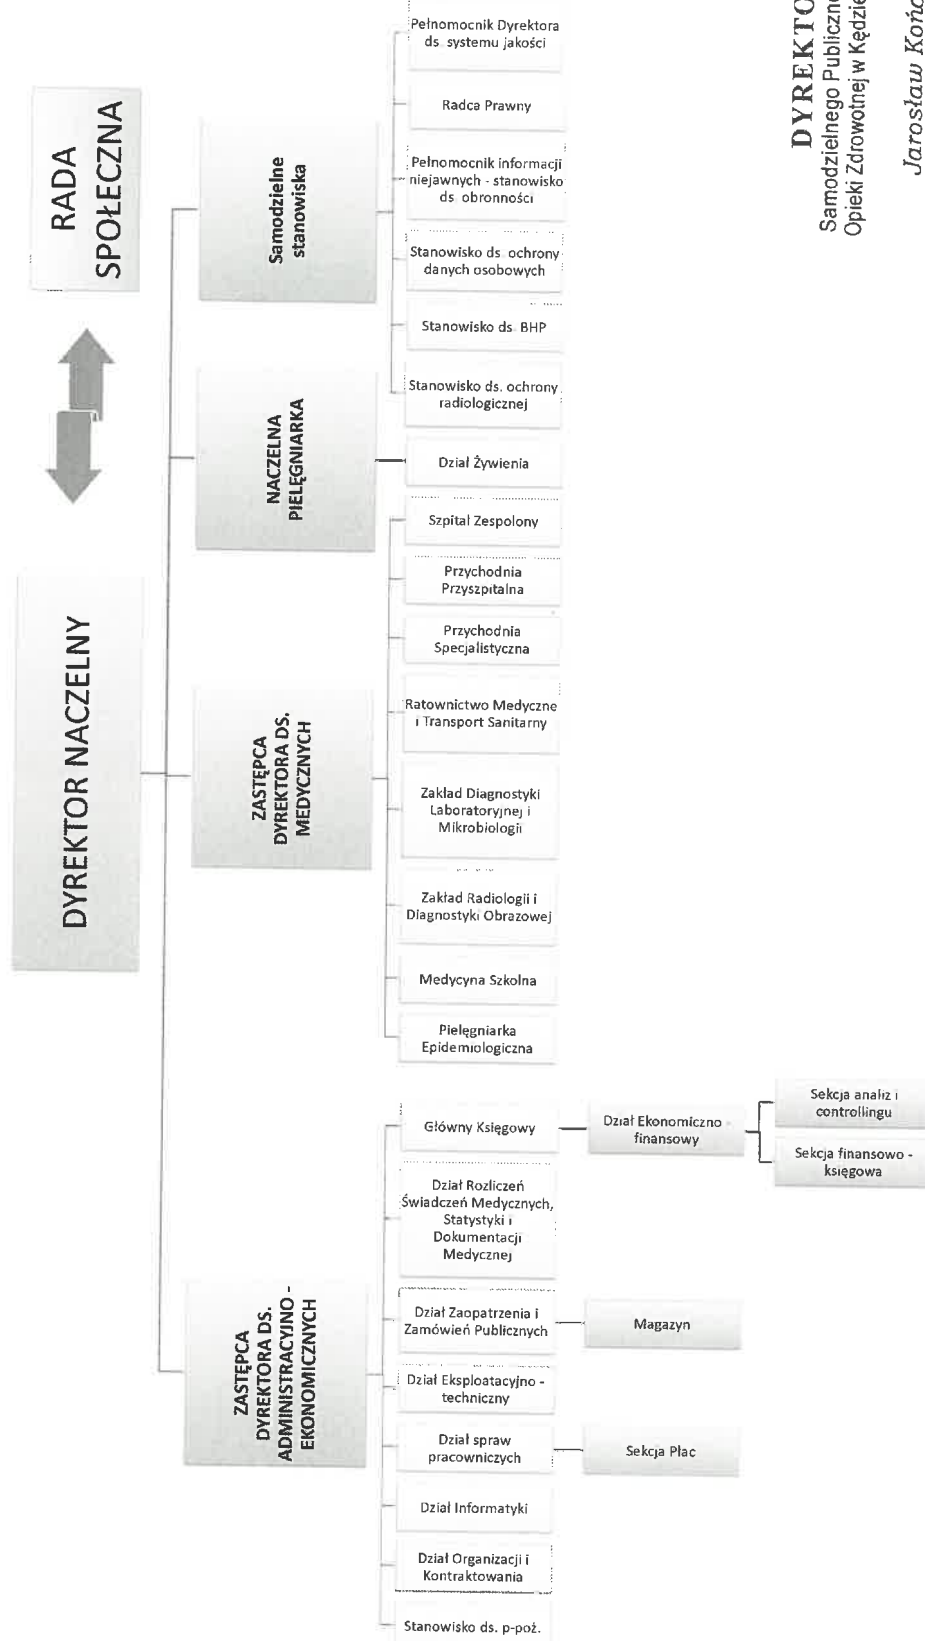 DYREKTOR NACZELNY
RADA
SPOŁECZNA
ZASTĘPCA
DYREKTORA DS.
ADMINISTRACYJNO -
EKONOMICZNYCH
ZASTĘPCA
DYREKTORA DS.
MEDYCZNYCH
NACZELNA
PIELĘGNIARKA
Samodzielne
stanowiska
Stanowisko ds. p-poż.
Dział Organizacji i
Kontraktowania
Dział Informatyki
Dział spraw
pracowniczych
Sekcja Płac
Dział Eksploatacyjno -
techniczny
Dział Zaopatrzenia i
Zamówień Publicznych
Magazyn
Dział Rozliczeń
Świadczeń Medycznych,
Statystyki i
Dokumentacji
Medycznej
Główny Księgowy
Dział Ekonomiczno -
finansowy
Sekcja finansowo -
księgowa
Sekcja analiz i
controllingu
Pielęgniarka
Epidemiologiczna
Medycyna Szkolna
Zakład Radiologii i
Diagnostyki Obrazowej
Zakład Diagnostyki
Laboratoryjnej i
Mikrobiologii
Ratownictwo Medyczne
i Transport Sanitarny
Przychodnia
Specjalistyczna
Przychodnia
Przyszpitalna
Szpital Zespolony
Dział Żywienia
Stanowisko ds. ochrony
radiologicznej
Stanowisko ds. BHP
Stanowisko ds. ochrony
danych osobowych
Pełnomocnik informacji
niejawnych - stanowisko
ds. obronności
Radca Prawny
Pełnomocnik Dyrektora
ds. systemu jakości
DYREKTO
Samodzielnego Publiczne
Opieki Zdrowotnej w Kędzie
Jarosław Końc